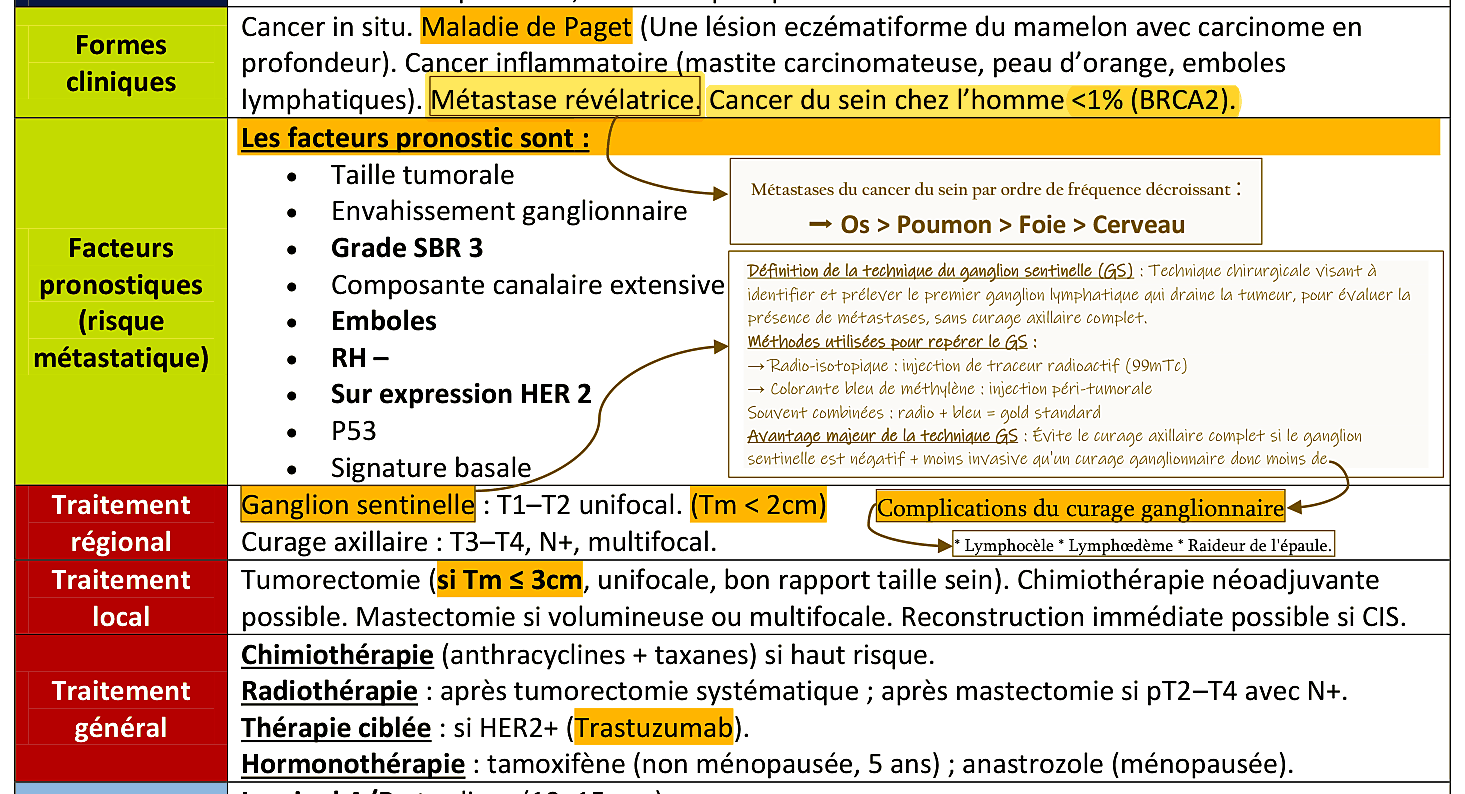 Formes
cliniques
Cancer in situ. Maladie de Paget (Une lésion eczématiforme du mamelon avec carcinome en
profondeur). Cancer inflammatoire (mastite carcinomateuse, peau d’orange, emboles
lymphatiques). Métastase révélatrice. Cancer du sein chez l’homme <1% (BRCA2).
Facteurs
pronostiques
(risque
métastatique)
Les facteurs pronostic sont :
• Taille tumorale
• Envahissement ganglionnaire
• Grade SBR 3
• Composante canalaire extensive
• Emboles
• RH –
• Sur expression HER 2
• P53
• Signature basale
Métastases du cancer du sein par ordre de fréquence décroissant :
➞ Os > Poumon > Foie > Cerveau
Définition de la technique du ganglion sentinelle (GS) : Technique chirurgicale visant à
identifier et prélever le premier ganglion lymphatique qui draine la tumeur, pour évaluer la
présence de métastases, sans curage axillaire complet.
Méthodes utilisées pour repérer le GS :
→ Radio-isotopique : injection de traceur radioactif (99mTc)
→ Colorante bleu de méthylène : injection péri-tumorale
Souvent combinées : radio + bleu = gold standard
Avantage majeur de la technique GS : Évite le curage axillaire complet si le ganglion
sentinelle est négatif + moins invasive qu'un curage ganglionnaire donc moins de
Traitement
régional
Ganglion sentinelle : T1–T2 unifocal. (Tm < 2cm)
Curage axillaire : T3–T4, N+, multifocal.
Complications du curage ganglionnaire
* Lymphocèle * Lymphœdème * Raideur de l'épaule.
Traitement
local
Tumorectomie (si Tm ≤ 3cm, unifocale, bon rapport taille sein). Chimiothérapie néoadjuvante
possible. Mastectomie si volumineuse ou multifocale. Reconstruction immédiate possible si CIS.
Traitement
général
Chimiothérapie (anthracyclines + taxanes) si haut risque.
Radiothérapie : après tumorectomie systématique ; après mastectomie si pT2–T4 avec N+.
Thérapie ciblée : si HER2+ (Trastuzumab).
Hormonothérapie : tamoxifène (non ménopausée, 5 ans) ; anastrozole (ménopausée).